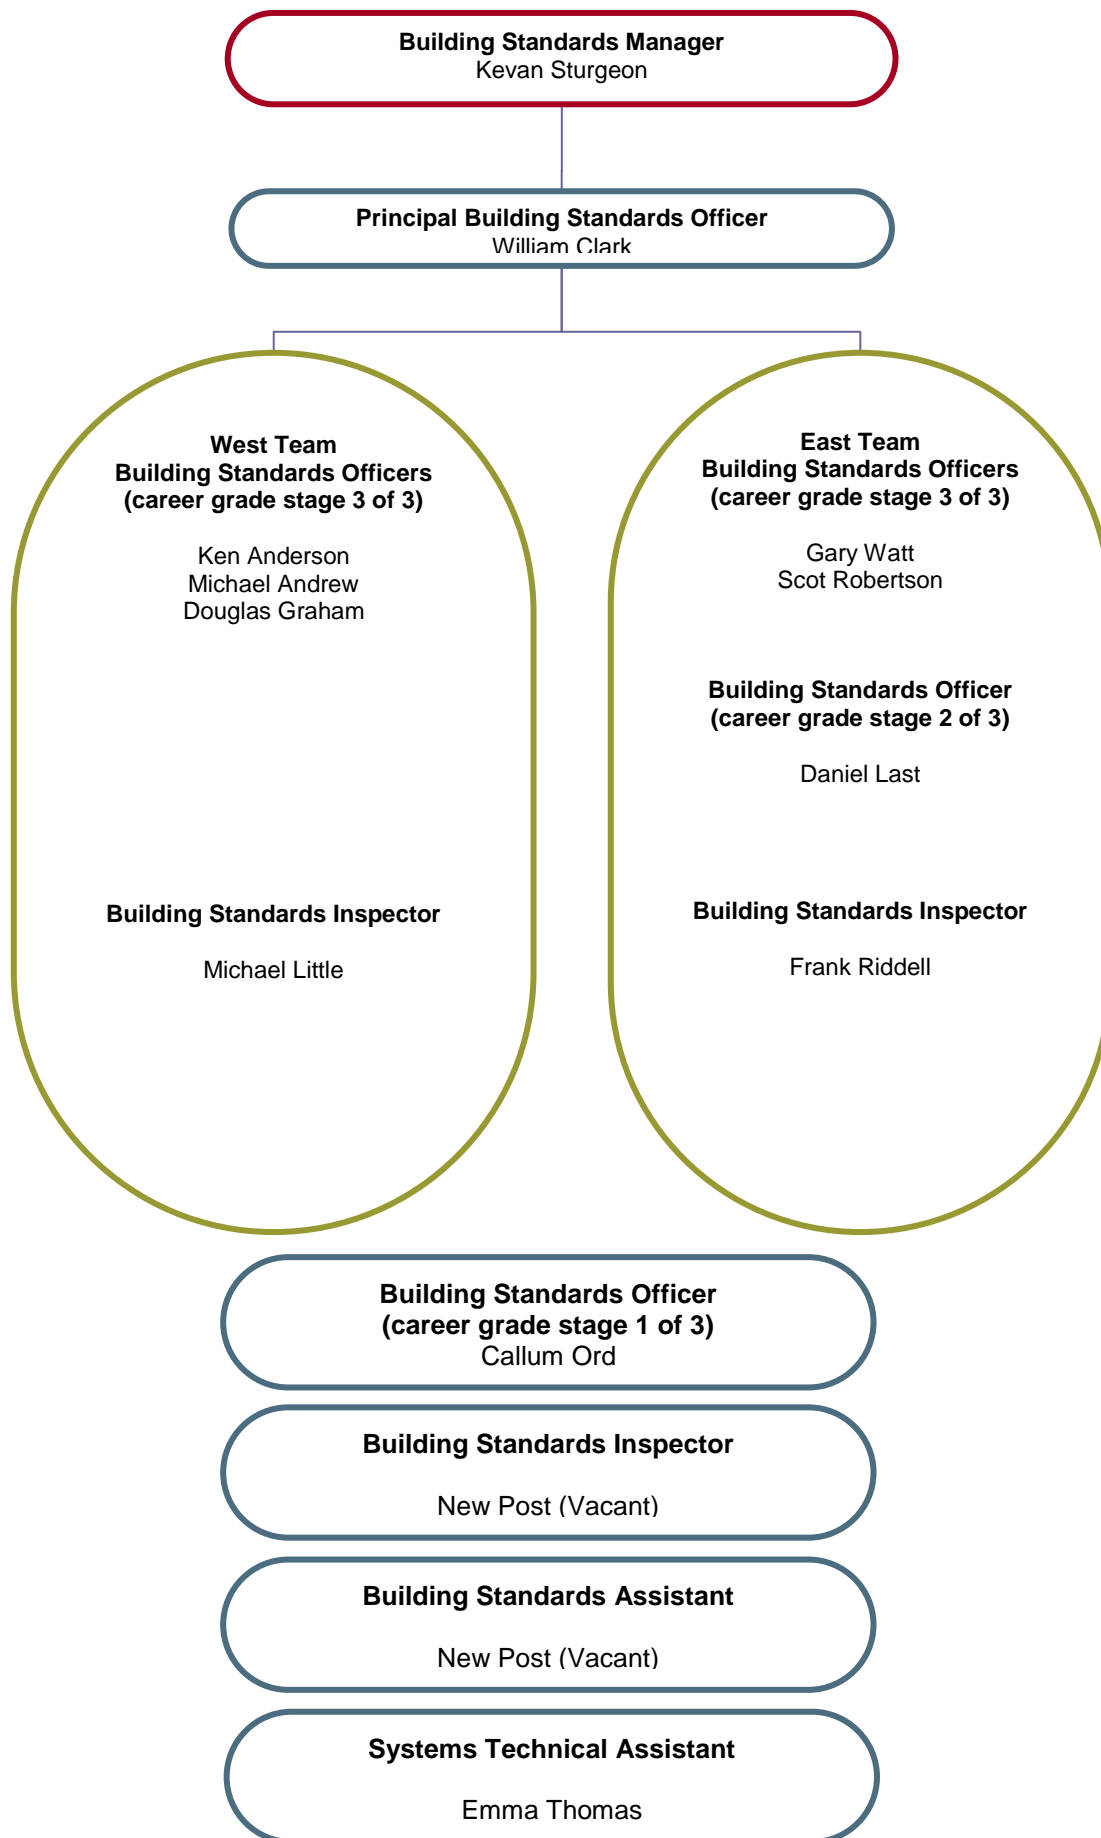 Building Standards Manager
Kevan Sturgeon
Principal Building Standards Officer
William Clark
West Team
Building Standards Officers
(career grade stage 3 of 3)
Ken Anderson
Michael Andrew
Douglas Graham
Building Standards Inspector
Michael Little
East Team
Building Standards Officers
(career grade stage 3 of 3)
Gary Watt
Scot Robertson
Building Standards Officer
(career grade stage 2 of 3)
Daniel Last
Building Standards Inspector
Frank Riddell
Building Standards Officer
(career grade stage 1 of 3)
Callum Ord
Building Standards Inspector
New Post (Vacant)
Building Standards Assistant
New Post (Vacant)
Systems Technical Assistant
Emma Thomas